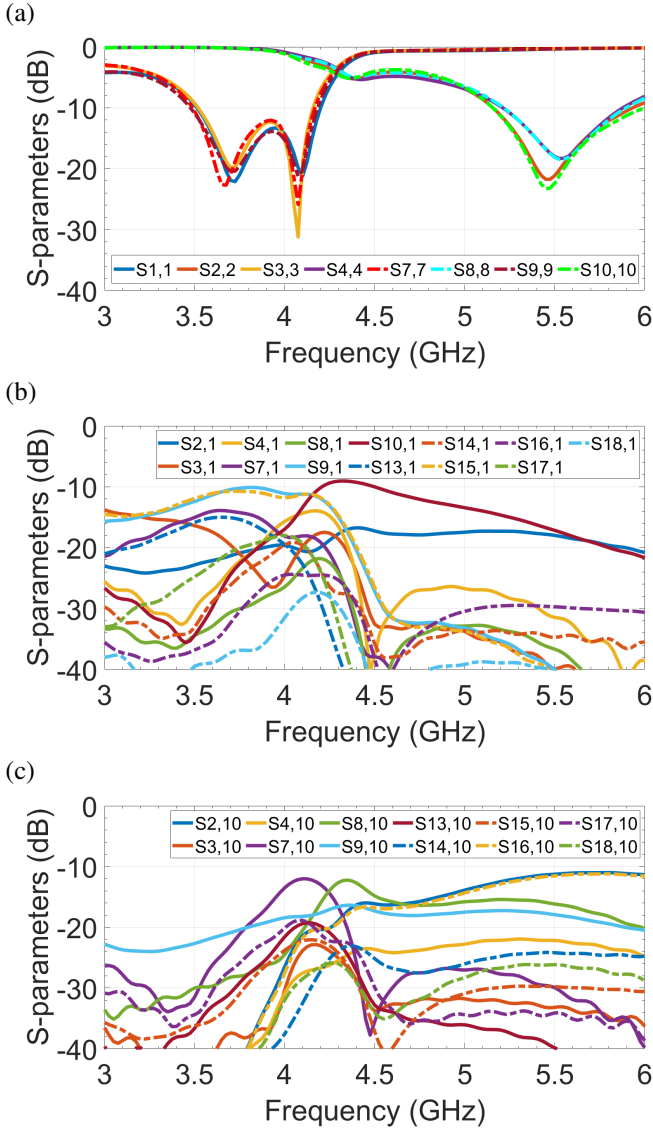 (a)
0
-10
-20
-30
-40
S-parameters (dB)
S1,1 S2,2 S3,3 S4,4 S7,7 S8,8 S9,9 S10,10
3 3.5 4 4.5 5 5.5 6
Frequency (GHz)
(b)
0
-10
-20
-30
-40
S-parameters (dB)
S2,1 S4,1 S8,1 S10,1 S14,1 S16,1 S18,1
S3,1 S7,1 S9,1 S13,1 S15,1 S17,1
3 3.5 4 4.5 5 5.5 6
Frequency (GHz)
(c)
0
-10
-20
-30
-40
S-parameters (dB)
S2,10 S4,10 S8,10 S13,10 S15,10 S17,10
S3,10 S7,10 S9,10 S14,10 S16,10 S18,10
3 3.5 4 4.5 5 5.5 6
Frequency (GHz)